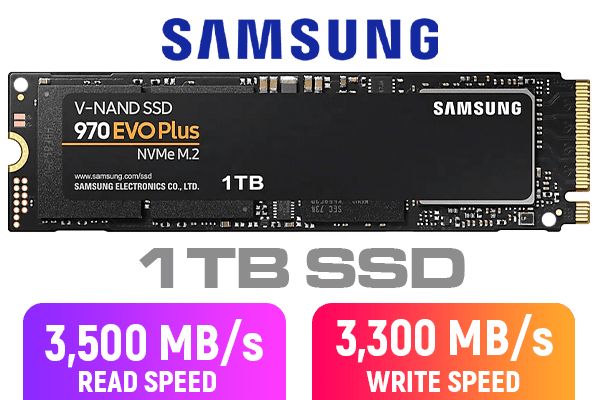 SAMSUNG
V-NAND SSD
970 EVO Plus
NVMe M.2
www.samsung.com/ssd
SAMSUNG ELECTRONICS CO., LTD.
1TB
SAMSUNG
1TB SSD
3,500 MB/s
READ SPEED
3,300 MB/s
WRITE SPEED